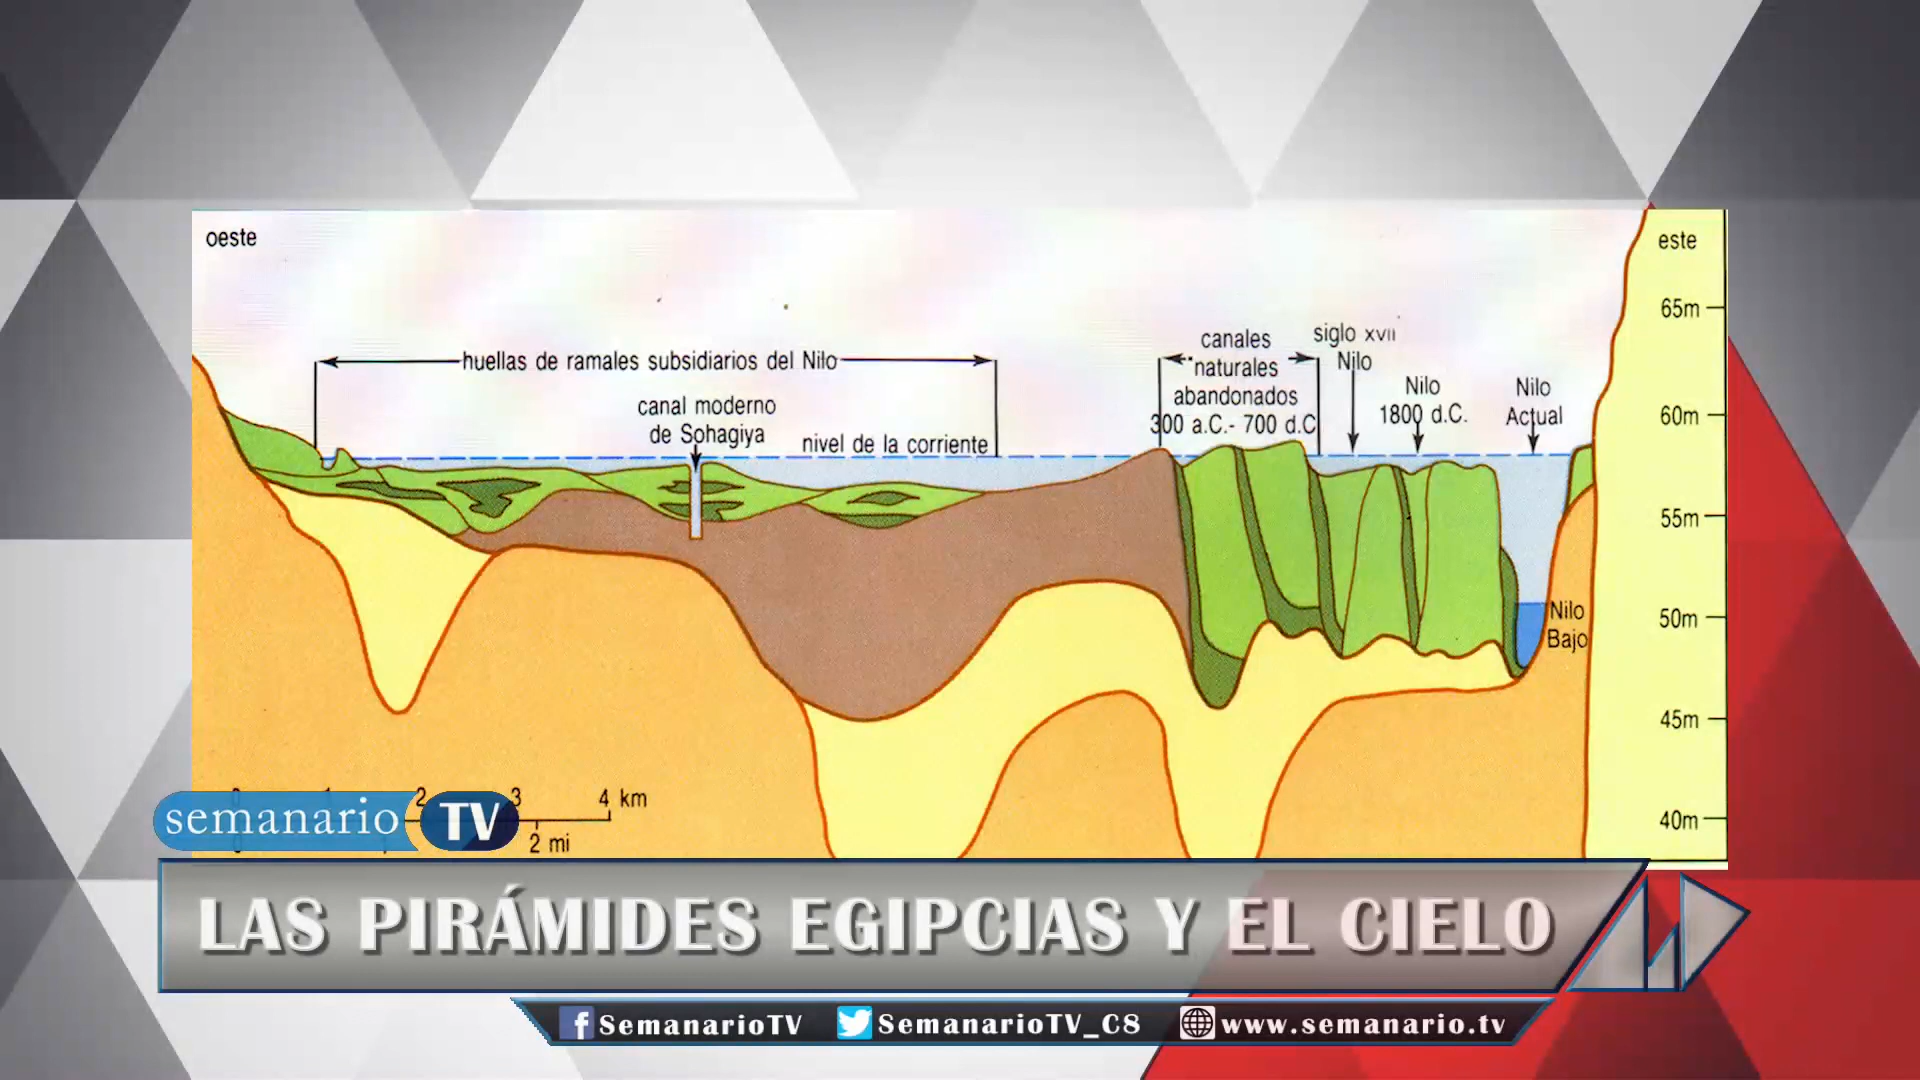 oeste
este
65m
siglo xvii
canales
huellas de ramales subsidiarios del Nilo
naturales
Nilo
abandonados
Nilo
Nilo
canal moderno
300 a.C.- 700 d.C
1800 d.C.
Actual
60m
de Sohagiya
nivel de la corriente
55m
Nilo
50m
Bajo
45m
2 3 4 km
40m
semanario TV
2 mi
LAS PIRÁMIDES EGIPCIAS Y EL CIELO
SemanarioTV SemanarioTV_C8 www.semanario.tv